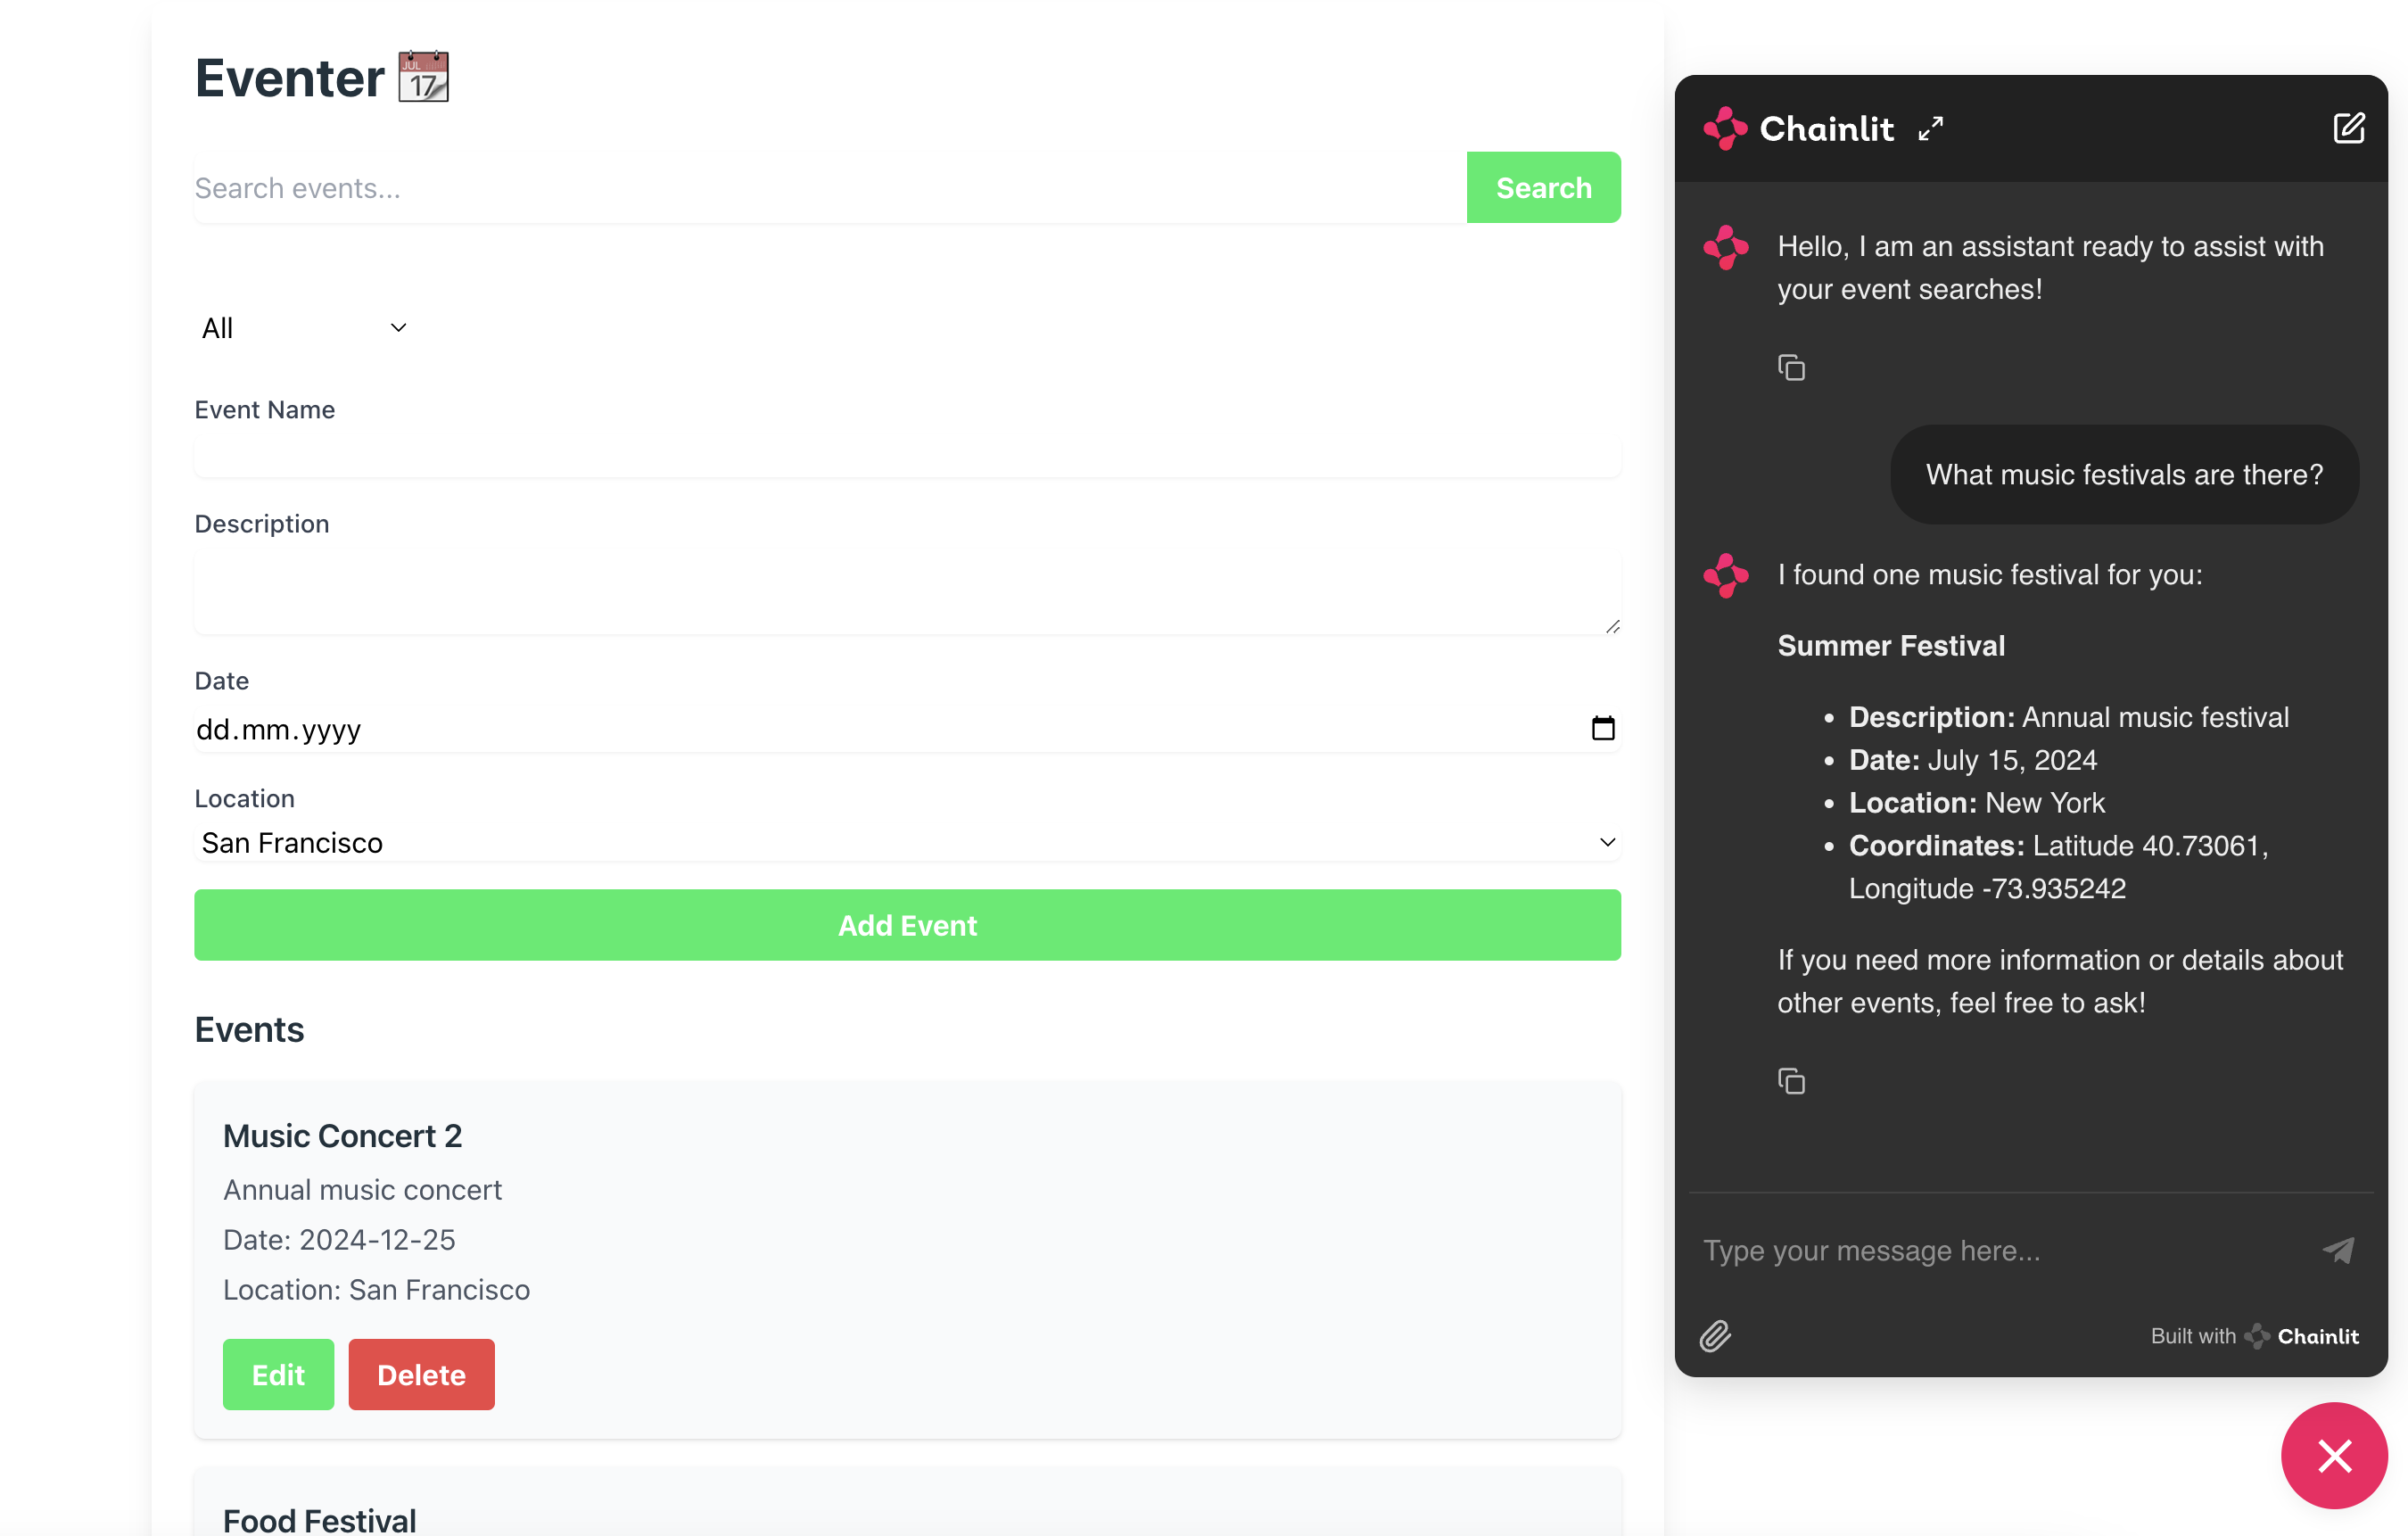 Eventer
JUL
17
Search events...
Search
All
Event Name
Description
Date
dd.mm.yyyy
Location
San Francisco
Add Event
Events
Music Concert 2
Annual music concert
Date: 2024-12-25
Location: San Francisco
Edit
Delete
Food Festival
Chainlit
Hello, I am an assistant ready to assist with
your event searches!
What music festivals are there?
I found one music festival for you:
Summer Festival
• Description: Annual music festival
• Date: July 15, 2024
• Location: New York
• Coordinates: Latitude 40.73061,
Longitude -73.935242
If you need more information or details about
other events, feel free to ask!
Type your message here...
Built with Chainlit